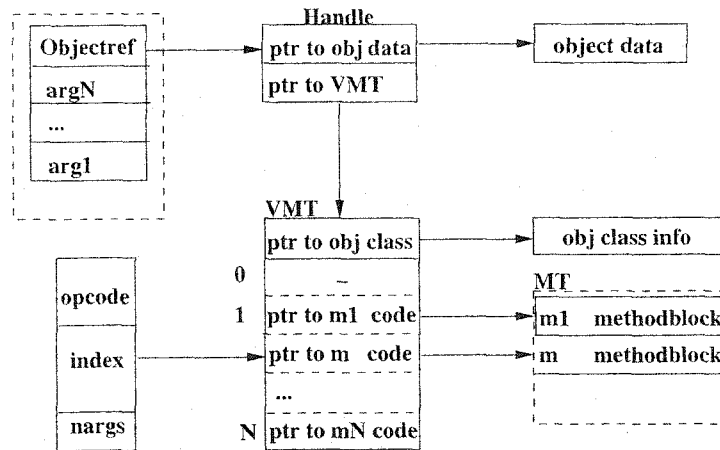 Handle
Objectref
ptr to obj data
object data
argN
ptr to VMT
...
arg1
VMT
ptr to obj class
obj class info
0
–
MT
opcode
1
ptr to m1 code
m1 methodblock
index
ptr to m code
m methodblock
...
nargs
N
ptr to mN code